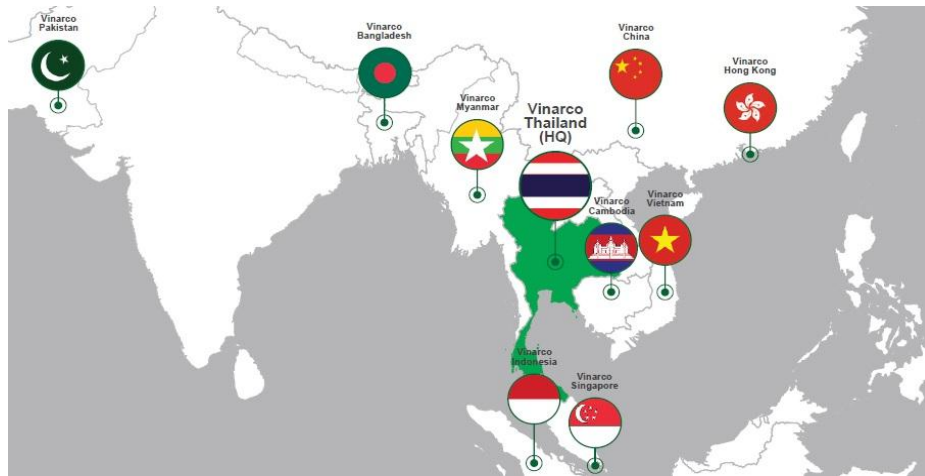 Vinarco
Pakistan
Vinarco
Bangladesh
Vinarco
China
Vinarco
Hong Kong
Vinarco
Myanmar
Vinarco
Thailand
(HQ)
Vinarco
Cambodia
Vinarco
Vietnam
Vinarco
Indonesia
Vinarco
Singapore